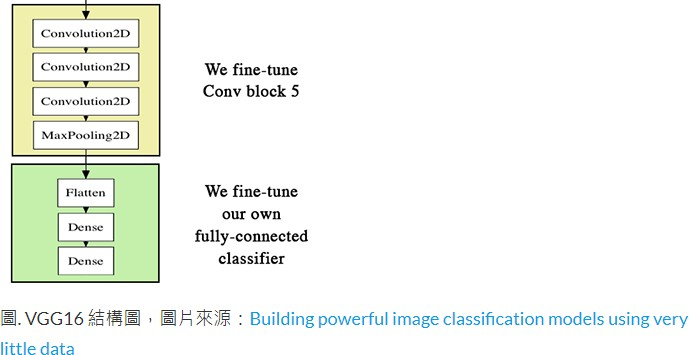 Convolution2D
Convolution2D
Convolution2D
MaxPooling2D
We fine-tune
Conv block 5
Flatten
Dense
Dense
We fine-tune
our own
fully-connected
classifier
圖. VGG16 結構圖，圖片來源：Building powerful image classification models using very
little data